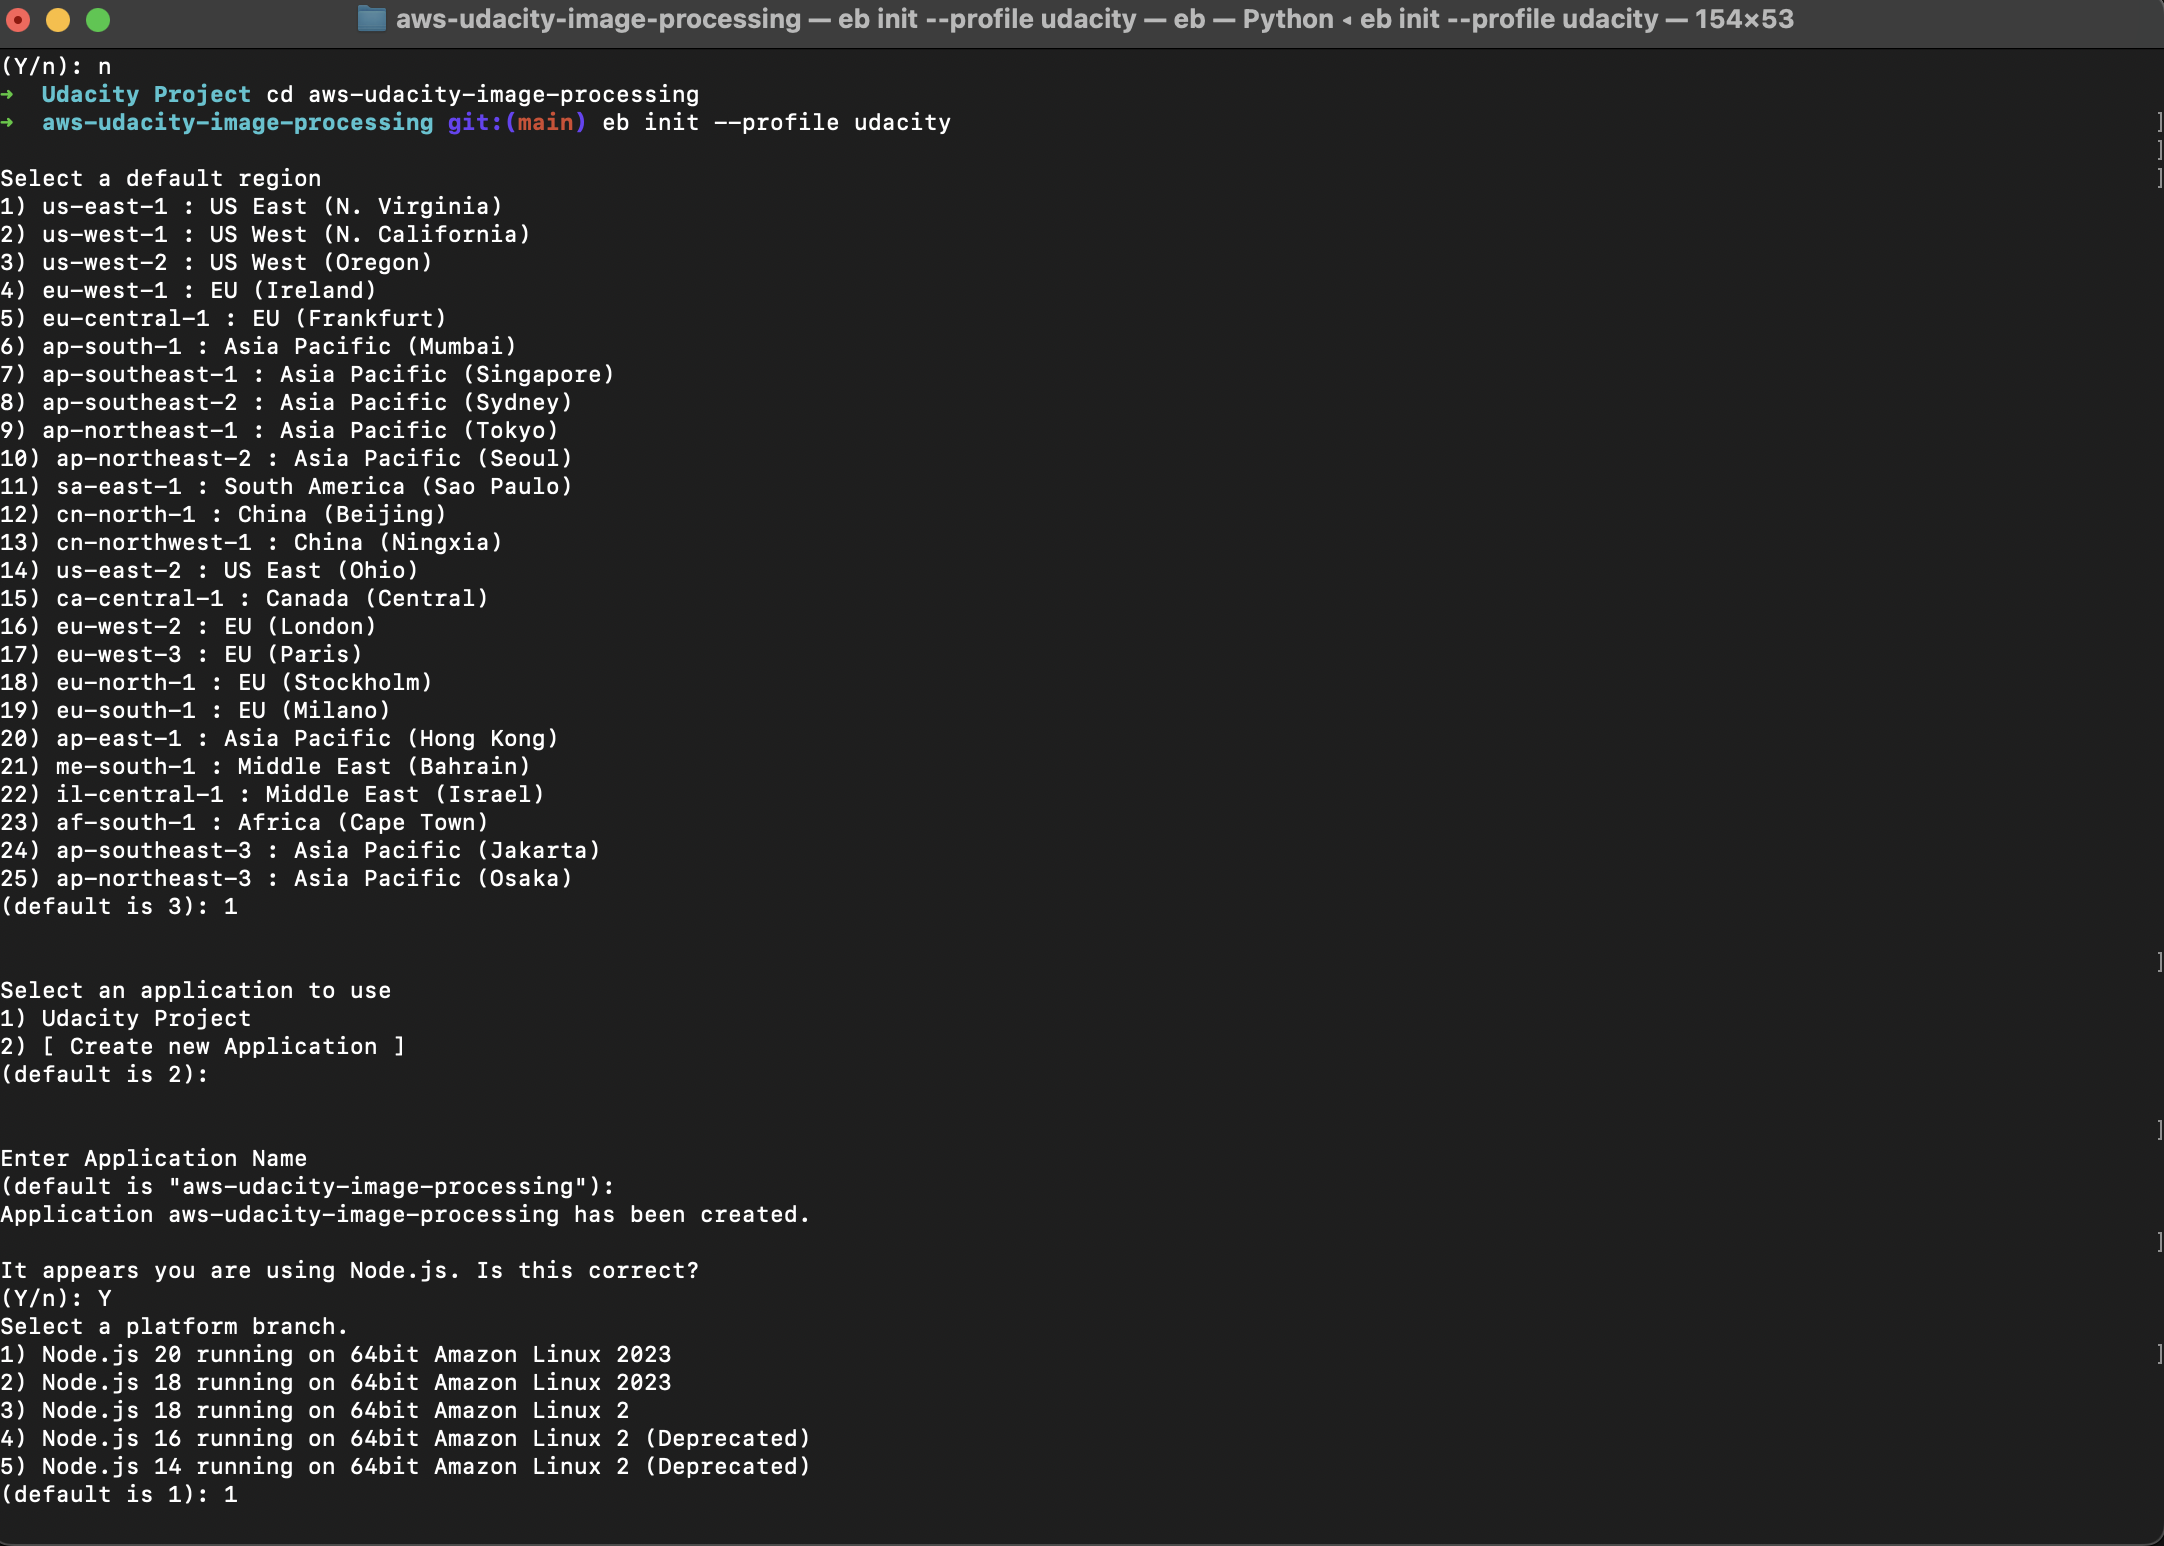 aws-udacity-image-processing — eb init --profile udacity — eb — Python ◂ eb init --profile udacity — 154×53
(Y/n): n
➜  Udacity Project cd aws-udacity-image-processing
➜  aws-udacity-image-processing git:(main) eb init --profile udacity
Select a default region
1) us-east-1 : US East (N. Virginia)
2) us-west-1 : US West (N. California)
3) us-west-2 : US West (Oregon)
4) eu-west-1 : EU (Ireland)
5) eu-central-1 : EU (Frankfurt)
6) ap-south-1 : Asia Pacific (Mumbai)
7) ap-southeast-1 : Asia Pacific (Singapore)
8) ap-southeast-2 : Asia Pacific (Sydney)
9) ap-northeast-1 : Asia Pacific (Tokyo)
10) ap-northeast-2 : Asia Pacific (Seoul)
11) sa-east-1 : South America (Sao Paulo)
12) cn-north-1 : China (Beijing)
13) cn-northwest-1 : China (Ningxia)
14) us-east-2 : US East (Ohio)
15) ca-central-1 : Canada (Central)
16) eu-west-2 : EU (London)
17) eu-west-3 : EU (Paris)
18) eu-north-1 : EU (Stockholm)
19) eu-south-1 : EU (Milano)
20) ap-east-1 : Asia Pacific (Hong Kong)
21) me-south-1 : Middle East (Bahrain)
22) il-central-1 : Middle East (Israel)
23) af-south-1 : Africa (Cape Town)
24) ap-southeast-3 : Asia Pacific (Jakarta)
25) ap-northeast-3 : Asia Pacific (Osaka)
(default is 3): 1
Select an application to use
1) Udacity Project
2) [ Create new Application ]
(default is 2):
Enter Application Name
(default is "aws-udacity-image-processing"):
Application aws-udacity-image-processing has been created.
It appears you are using Node.js. Is this correct?
(Y/n): Y
Select a platform branch.
1) Node.js 20 running on 64bit Amazon Linux 2023
2) Node.js 18 running on 64bit Amazon Linux 2023
3) Node.js 18 running on 64bit Amazon Linux 2
4) Node.js 16 running on 64bit Amazon Linux 2 (Deprecated)
5) Node.js 14 running on 64bit Amazon Linux 2 (Deprecated)
(default is 1): 1